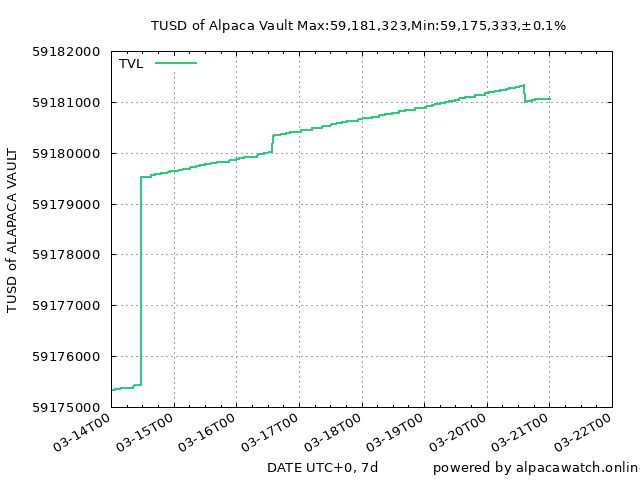 TUSD of Alpaca Vault Max:59,181,323,Min:59,175,333,±0.1%
TVL
59182000
59181000
59180000
59179000
59178000
59177000
59176000
59175000
TUSD of ALAPACA VAULT
03-14T00
03-15T00
03-16T00
03-17T00
03-18T00
03-19T00
03-20T00
03-21T00
03-22T00
DATE UTC+0, 7d
powered by alpacawatch.onlin